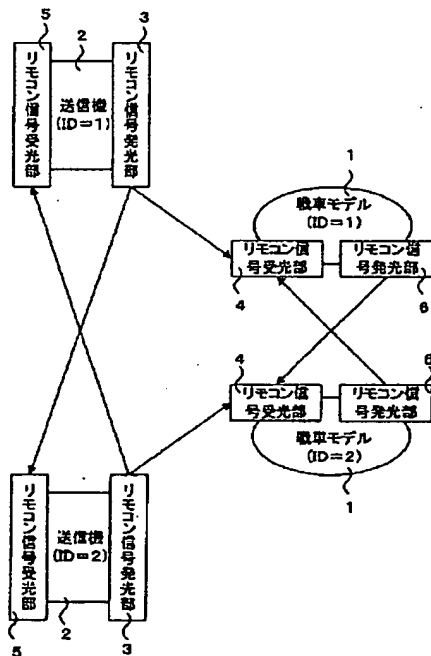 5
2
3
リモコン信号受光部
送信機
(ID=1)
リモコン信号発光部
1
戦車モデル
(ID=1)
リモコン信
号受光部
リモコン信
号発光部
4
6
4
6
リモコン信
号受光部
リモコン信
号発光部
戦車モデル
(ID=2)
1
リモコン信号受光部
送信機
(ID=2)
リモコン信号発光部
5
2
3